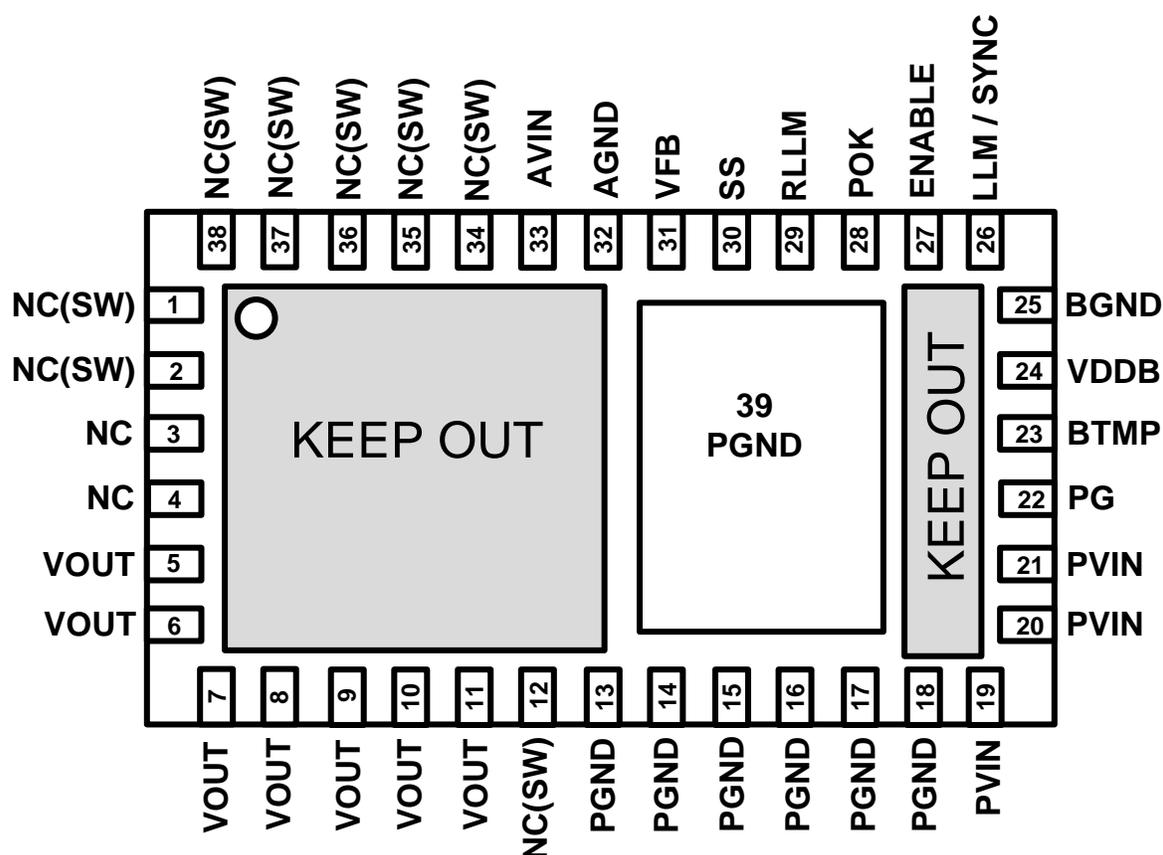 NC(SW)
NC(SW)
NC(SW)
NC(SW)
NC(SW)
AVIN
AGND
VFB
SS
RLLM
POK
ENABLE
LLM / SYNC
38
37
36
35
34
33
32
31
30
29
28
27
26
NC(SW)
1
NC(SW)
2
NC
3
NC
4
VOUT
5
VOUT
6
KEEP OUT
39
PGND
KEEP OUT
25
BGND
24
VDDB
23
BTMP
22
PG
21
PVIN
20
PVIN
7
8
9
10
11
12
13
14
15
16
17
18
19
VOUT
VOUT
VOUT
VOUT
VOUT
NC(SW)
PGND
PGND
PGND
PGND
PGND
PGND
PVIN